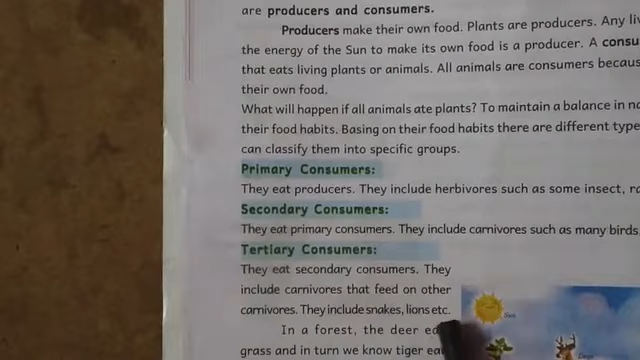 are producers and consumers.
Producers make their own food. Plants are producers. Any
the energy of the Sun to make its own food is a producer. A
that eats living plants or animals. All animals are consumers
their own food.
What will happen if all animals ate plants? To maintain a balance in
their food habits. Basing on their food habits there are different
can classify them into specific groups.
Primary Consumers:
They eat producers. They include herbivores such as some insect,
Secondary Consumers:
They eat primary consumers. They include carnivores such as many birds
Tertiary Consumers:
They eat secondary consumers. They
include carnivores that feed on other
carnivores. They include snakes, lions etc.
Sun
In a forest, the deer
grass and in turn we know tiger
Deer